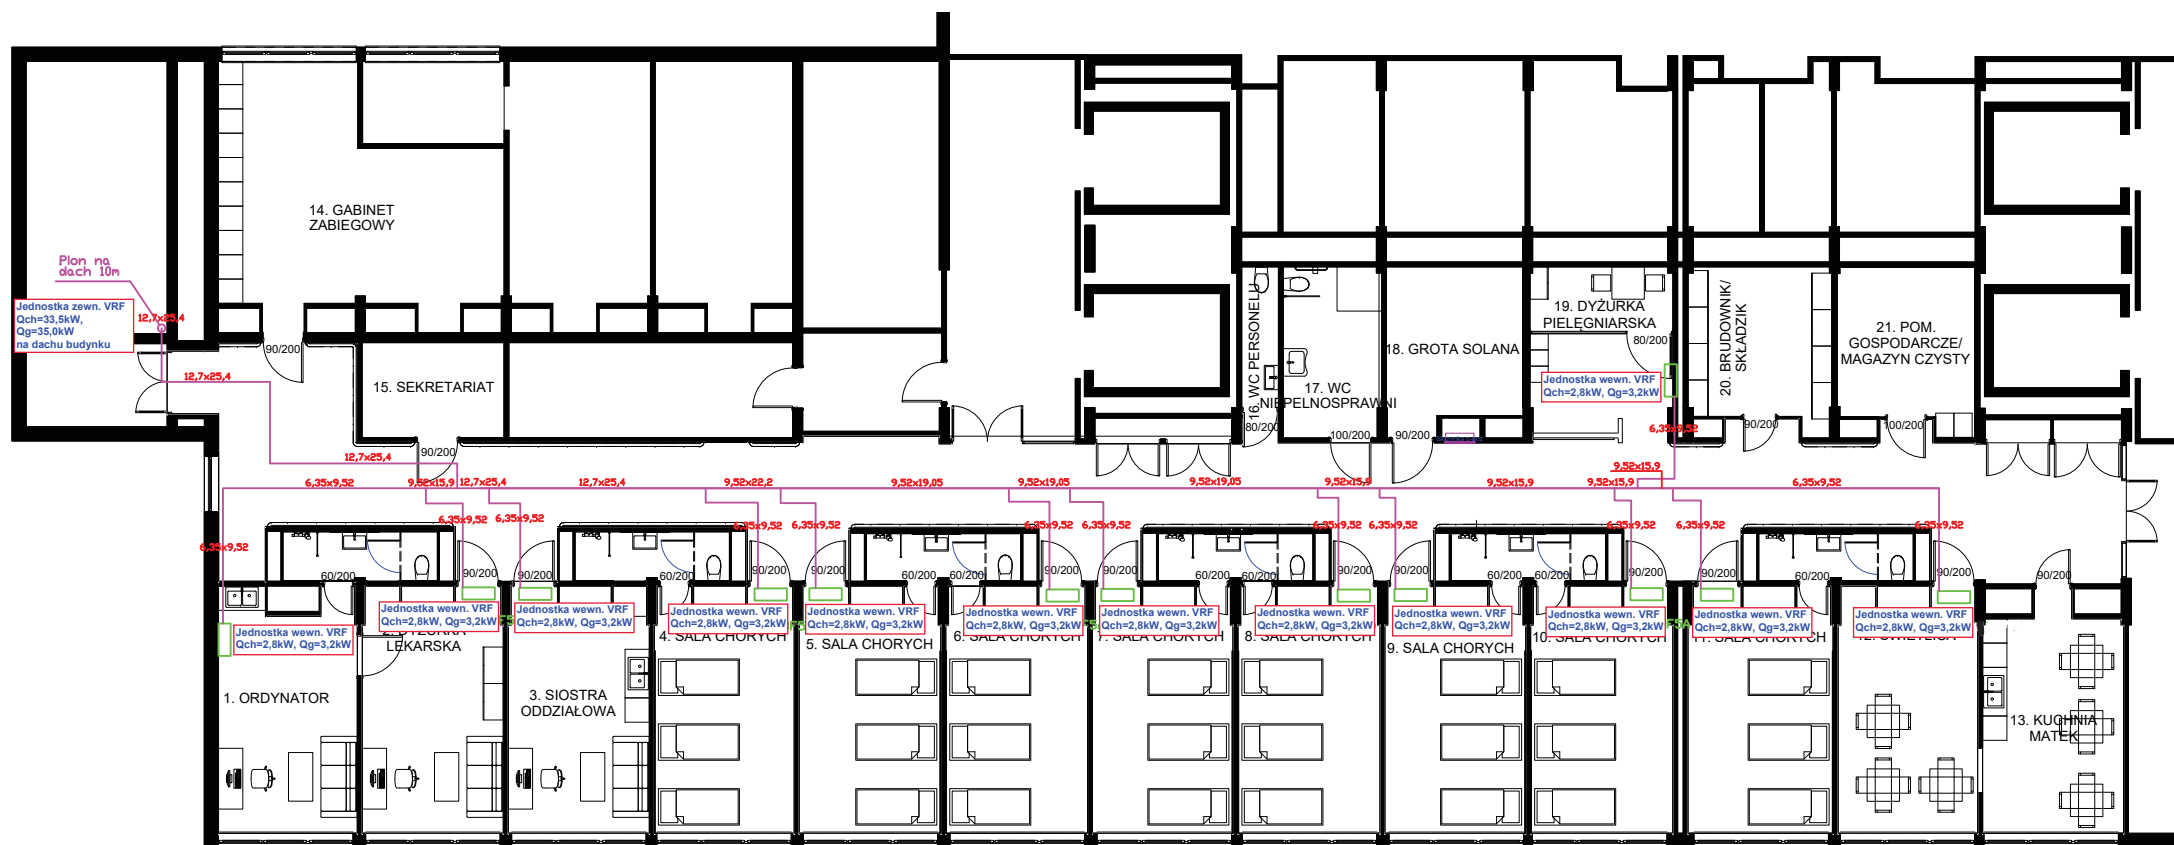 14. GABINET
ZABIEGOWY
Pion na
dach 10m
Jednostka zewn. VRF
Qch=33,5kW,
Qg=35,0kW
na dachu budynku
12,7x25,4
12,7x25,4
90/200
15. SEKRETARIAT
90/200
12,7x25,4
16. WC PERSONELU
80/200
17. WC
NIEPELNOSPRAWNI
100/200
18. GROTA SOLANA
90/200
19. DYŻURKA
PIELĘGNIARSKA
80/200
Jednostka wewn. VRF
Qch=2,8kW, Qg=3,2kW
6,35x9,52
20. BRUDOWNIK/
SKŁADZIK
90/200
21. POM.
GOSPODARCZE/
MAGAZYN CZYSTY
100/200
6,35x9,52
9,52x15,9
12,7x25,4
12,7x25,4
9,52x22,2
9,52x19,05
9,52x19,05
9,52x19,05
9,52x15,9
9,52x15,9
9,52x15,9
9,52x15,9
6,35x9,52
6,35x9,52
6,35x9,52
6,35x9,52
6,35x9,52
6,35x9,52
6,35x9,52
6,35x9,52
6,35x9,52
6,35x9,52
6,35x9,52
6,35x9,52
6,35x9,52
60/200
90/200
90/200
60/200
90/200
90/200
60/200
60/200
90/200
90/200
60/200
60/200
90/200
90/200
60/200
60/200
90/200
90/200
60/200
90/200
90/200
Jednostka wewn. VRF
Qch=2,8kW, Qg=3,2kW
1. ORDYNATOR
Jednostka wewn. VRF
Qch=2,8kW, Qg=3,2kW
LEKARSKA
Jednostka wewn. VRF
Qch=2,8kW, Qg=3,2kW
3. SIOSTRA
ODDZIAŁOWA
Jednostka wewn. VRF
Qch=2,8kW, Qg=3,2kW
4. SALA CHORYCH
Jednostka wewn. VRF
Qch=2,8kW, Qg=3,2kW
5. SALA CHORYCH
Jednostka wewn. VRF
Qch=2,8kW, Qg=3,2kW
6. SALA CHORYCH
Jednostka wewn. VRF
Qch=2,8kW, Qg=3,2kW
7. SALA CHORYCH
Jednostka wewn. VRF
Qch=2,8kW, Qg=3,2kW
8. SALA CHORYCH
Jednostka wewn. VRF
Qch=2,8kW, Qg=3,2kW
9. SALA CHORYCH
Jednostka wewn. VRF
Qch=2,8kW, Qg=3,2kW
10. SALA CHORYCH
F5A
Jednostka wewn. VRF
Qch=2,8kW, Qg=3,2kW
11. SALA CHORYCH
Jednostka wewn. VRF
Qch=2,8kW, Qg=3,2kW
12. ŚWIETLICA
13. KUCHNIA
MATEK